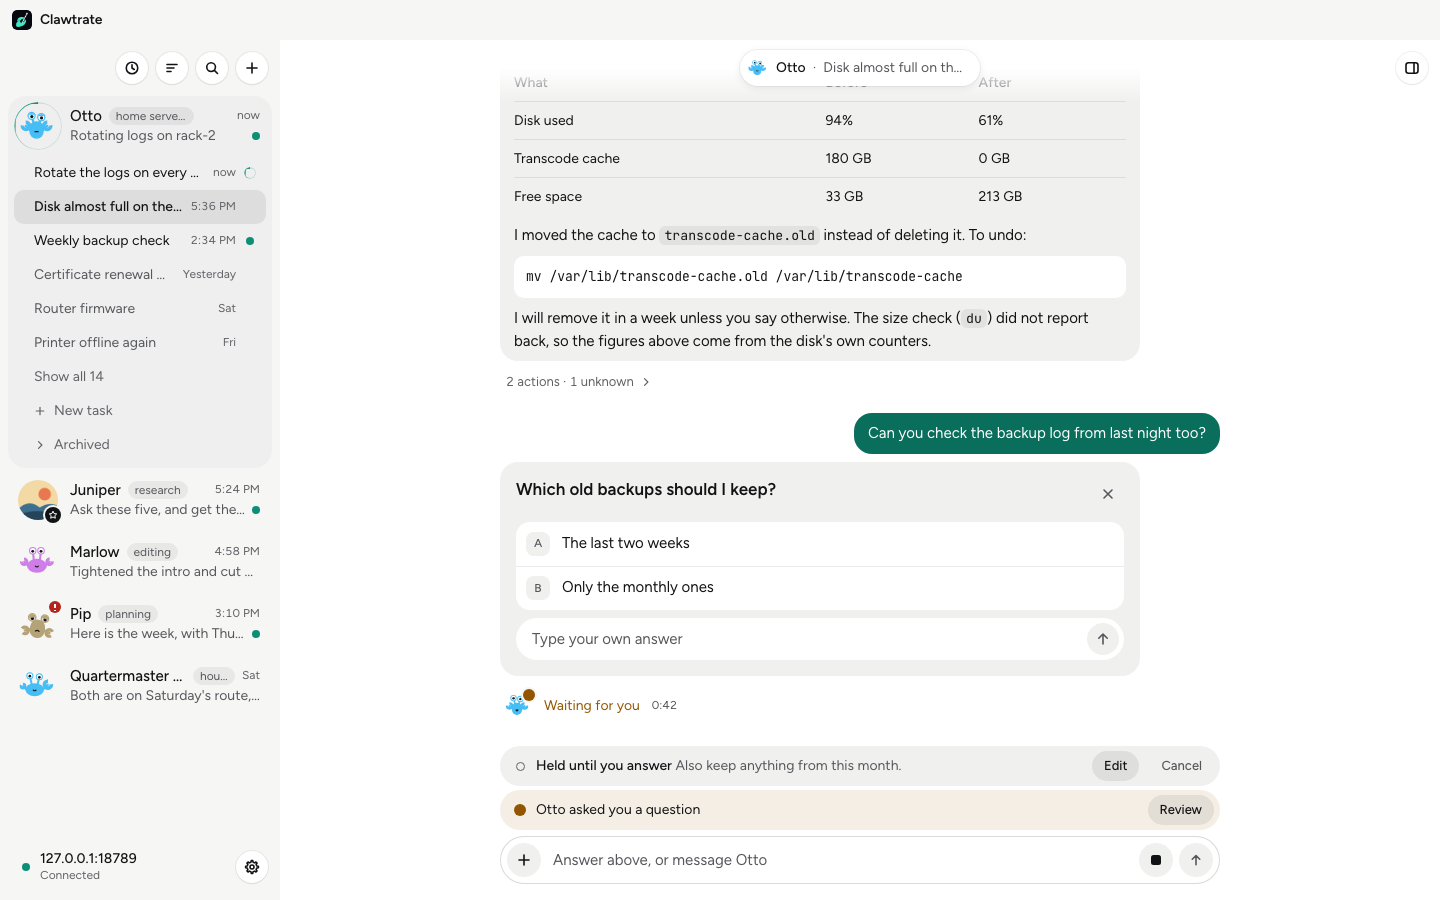 Clawtrate
Otto home serve... now
Rotating logs on rack-2
Rotate the logs on every ... now
Disk almost full on the... 5:36 PM
Weekly backup check 2:34 PM
Certificate renewal ... Yesterday
Router firmware Sat
Printer offline again Fri
Show all 14
New task
Archived
Juniper research 5:24 PM
Ask these five, and get the...
Marlow editing 4:58 PM
Tightened the intro and cut ...
Pip planning 3:10 PM
Here is the week, with Thu...
Quartermaster ... hou... Sat
Both are on Saturday's route,...
127.0.0.1:18789
Connected
Otto · Disk almost full on th...
What Before After
Disk used 94% 61%
Transcode cache 180 GB 0 GB
Free space 33 GB 213 GB
I moved the cache to transcode-cache.old instead of deleting it. To undo:
mv /var/lib/transcode-cache.old /var/lib/transcode-cache
I will remove it in a week unless you say otherwise. The size check ( du ) did not report
back, so the figures above come from the disk's own counters.
2 actions · 1 unknown
Can you check the backup log from last night too?
Which old backups should I keep?
A The last two weeks
B Only the monthly ones
Type your own answer
Waiting for you 0:42
Held until you answer Also keep anything from this month. Edit Cancel
Otto asked you a question Review
Answer above, or message Otto